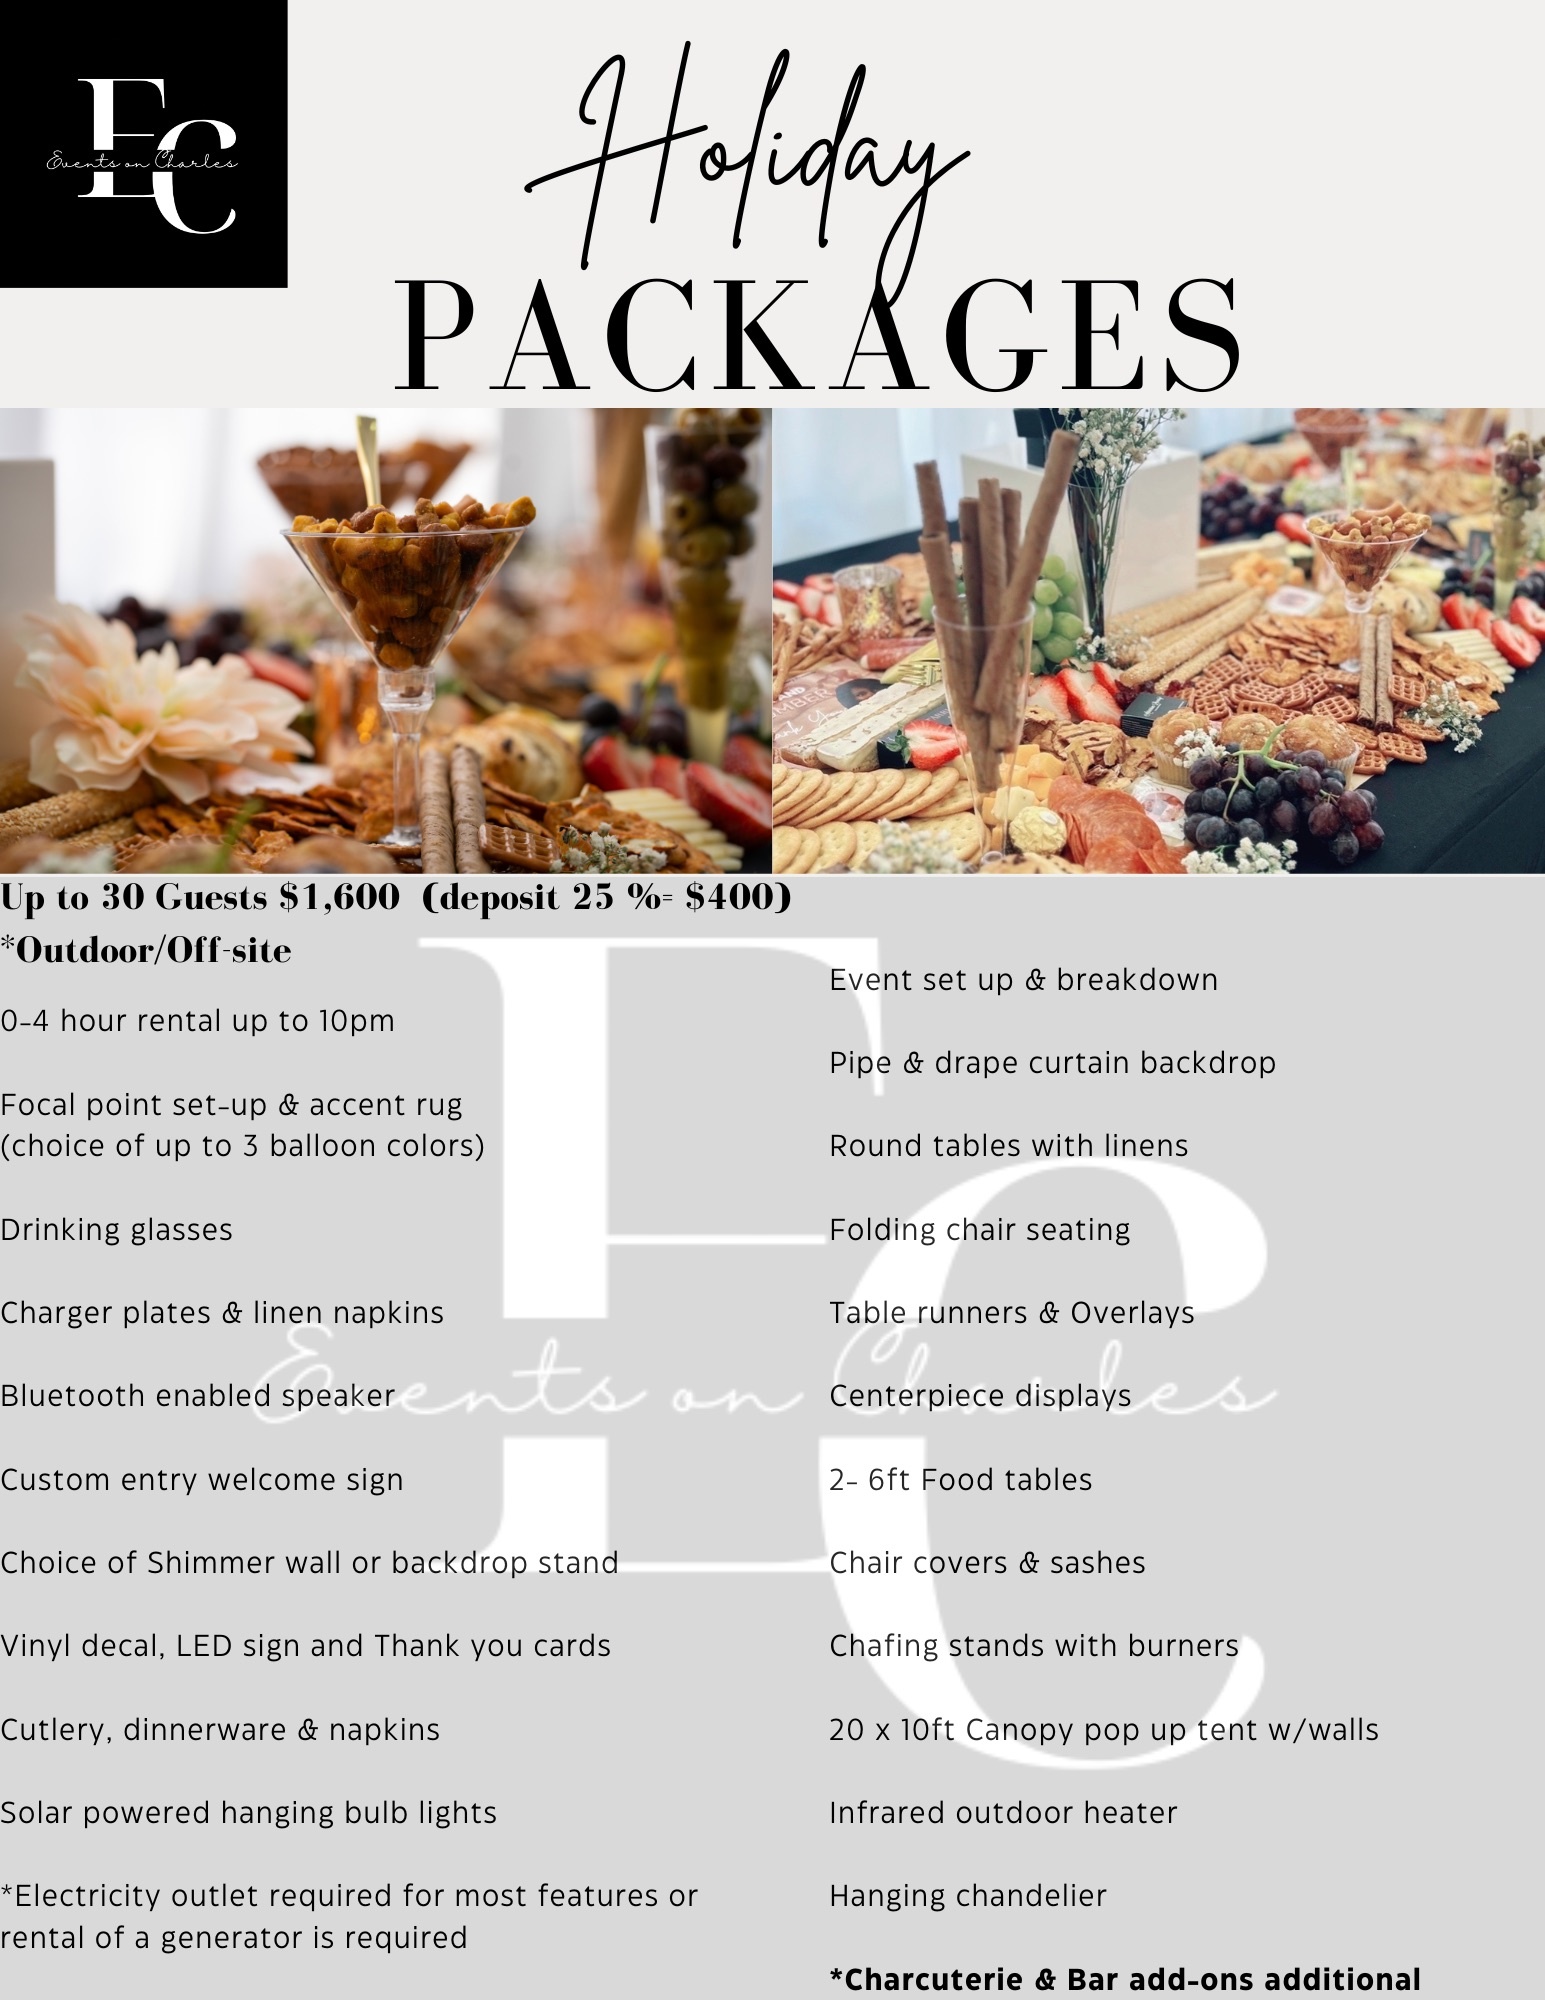 EC
Events on Charles
Holiday
PACKAGES
Up to 30 Guests $1,600 (deposit 25 %= $400)
*Outdoor/Off-site
0-4 hour rental up to 10pm
Focal point set-up & accent rug
(choice of up to 3 balloon colors)
Drinking glasses
Charger plates & linen napkins
Bluetooth enabled speaker
Custom entry welcome sign
Choice of Shimmer wall or backdrop stand
Vinyl decal, LED sign and Thank you cards
Cutlery, dinnerware & napkins
Solar powered hanging bulb lights
*Electricity outlet required for most features or
rental of a generator is required
Event set up & breakdown
Pipe & drape curtain backdrop
Round tables with linens
Folding chair seating
Table runners & Overlays
Centerpiece displays
2- 6ft Food tables
Chair covers & sashes
Chafing stands with burners
20 x 10ft Canopy pop up tent w/walls
Infrared outdoor heater
Hanging chandelier
*Charcuterie & Bar add-ons additional
EC
Events on Charles